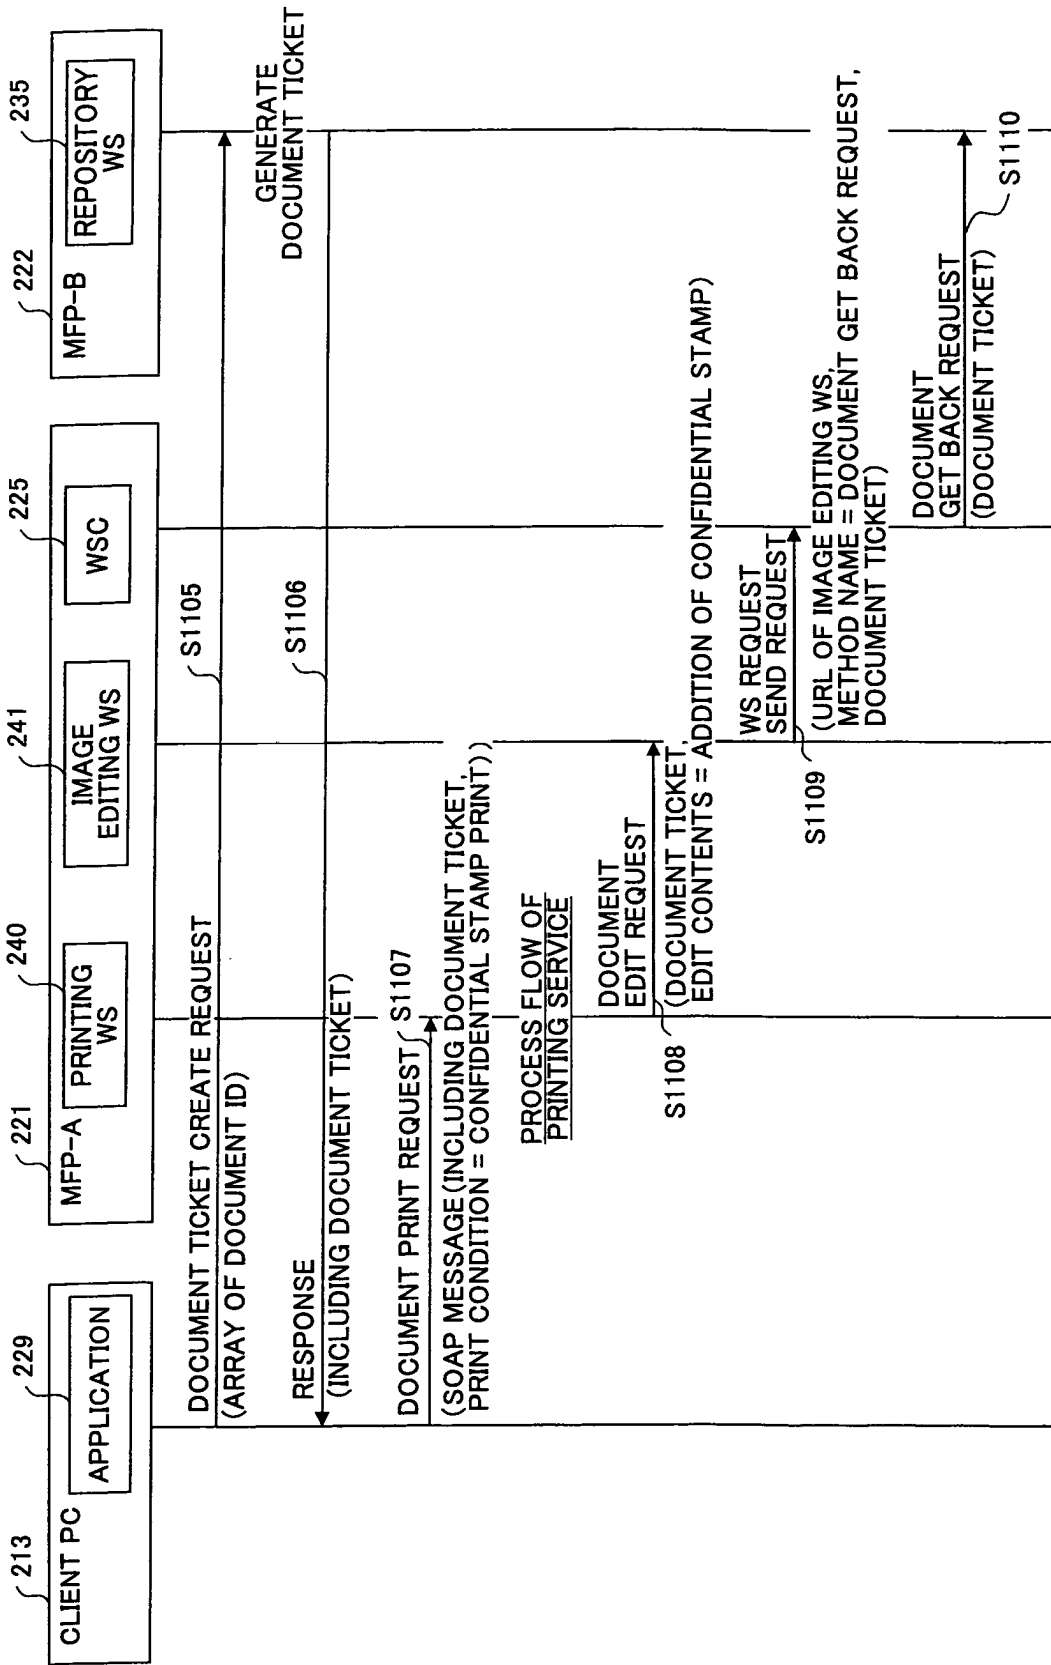 213
CLIENT PC
229
APPLICATION
221
MFP-A
240
PRINTING
WS
241
IMAGE
EDITING WS
225
WSC
222
MFP-B
235
REPOSITORY
WS
DOCUMENT TICKET CREATE REQUEST
(ARRAY OF DOCUMENT ID)
S1105
GENERATE
DOCUMENT TICKET
RESPONSE
(INCLUDING DOCUMENT TICKET)
S1106
DOCUMENT PRINT REQUEST
S1107
(SOAP MESSAGE (INCLUDING DOCUMENT TICKET,
PRINT CONDITION = CONFIDENTIAL STAMP PRINT))
PROCESS FLOW OF
PRINTING SERVICE
DOCUMENT
EDIT REQUEST
S1108
(DOCUMENT TICKET,
EDIT CONTENTS = ADDITION OF CONFIDENTIAL STAMP)
WS REQUEST
SEND REQUEST
S1109
(URL OF IMAGE EDITING WS,
METHOD NAME = DOCUMENT GET BACK REQUEST,
DOCUMENT TICKET)
DOCUMENT
GET BACK REQUEST
(DOCUMENT TICKET)
S1110